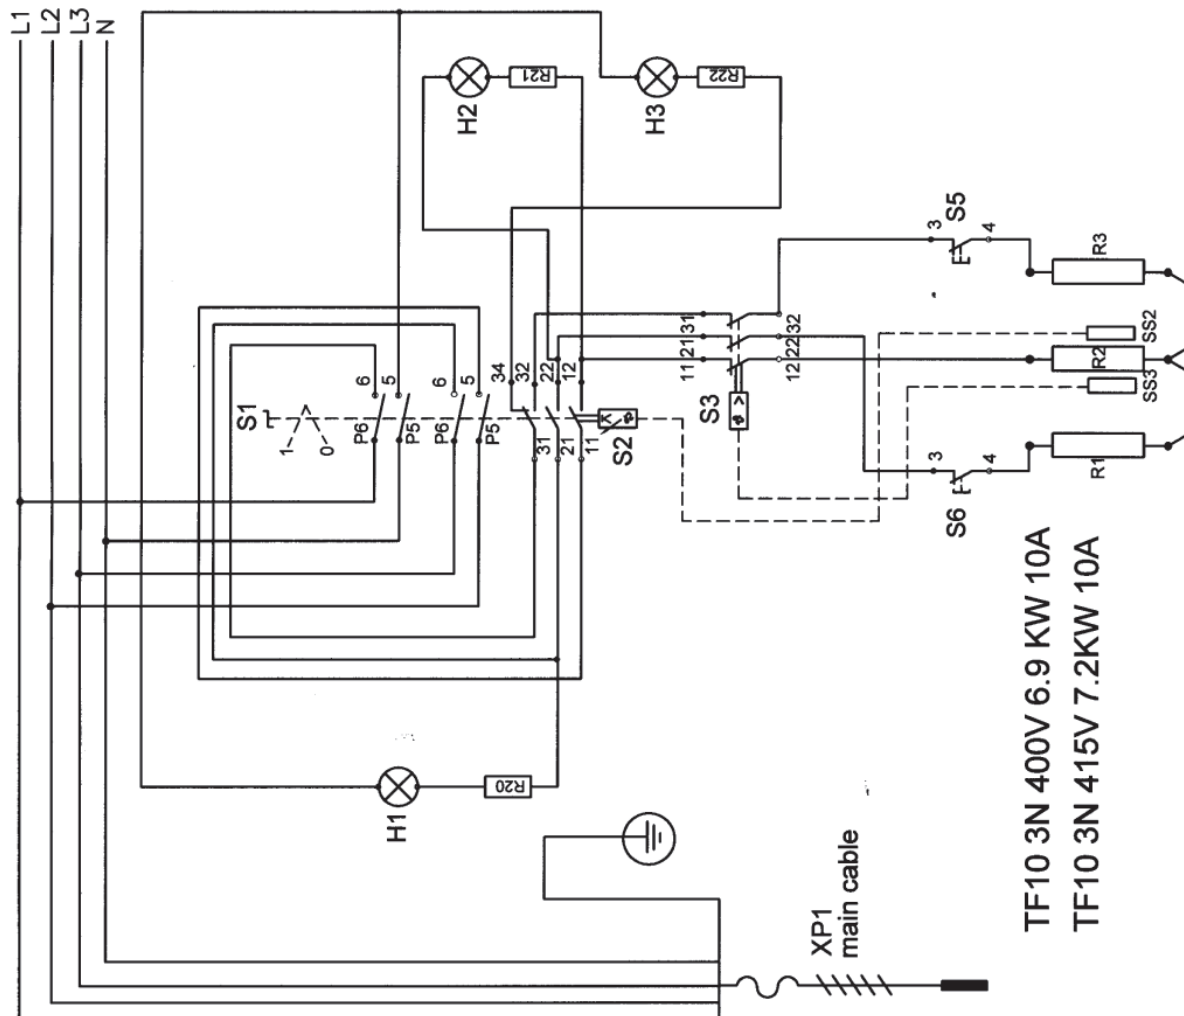 L1
L2
L3
N
H2
R21
H3
R22
S5
3
4
R3
SS2
R2
SS3
R1
S1
1
0
P6
6
P5
5
P6
6
P5
5
34
32
22
12
31
21
11
S2
S3
31
21
11
32
22
12
3
4
S6
H1
R20
XP1
main cable
TF10 3N 400V 6.9 KW 10A
TF10 3N 415V 7.2KW 10A